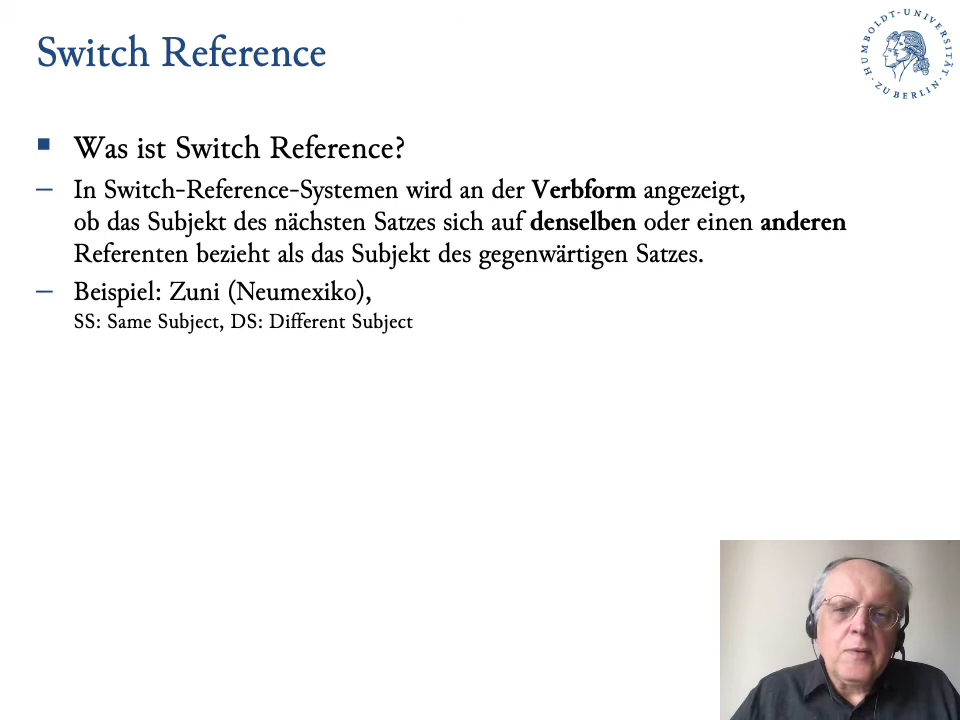 Switch Reference
HUMBOLDT-UNIVERSITÄT · ZU BERLIN ·
Was ist Switch Reference?
– In Switch-Reference-Systemen wird an der Verbform angezeigt,
ob das Subjekt des nächsten Satzes sich auf denselben oder einen anderen
Referenten bezieht als das Subjekt des gegenwärtigen Satzes.
– Beispiel: Zuni (Neumexiko),
SS: Same Subject, DS: Different Subject